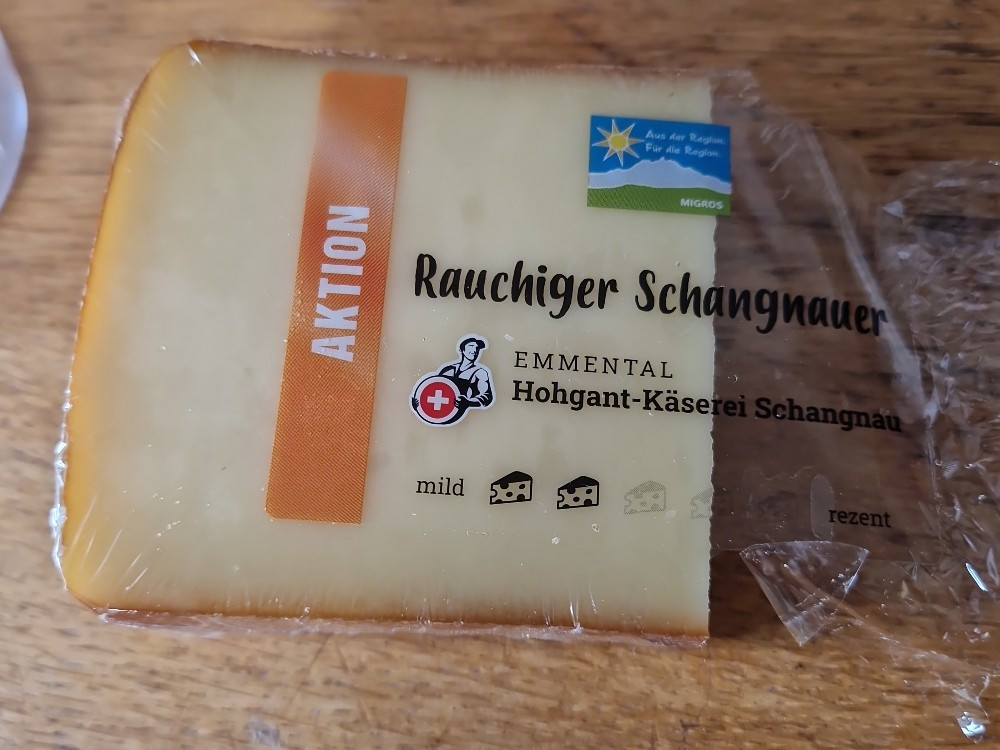 Aus der Region.
Für die Region.
MIGROS
AKTION
Rauchiger Schangnauer
EMMENTAL
Hohgant-Käserei Schangnau
mild
rezent